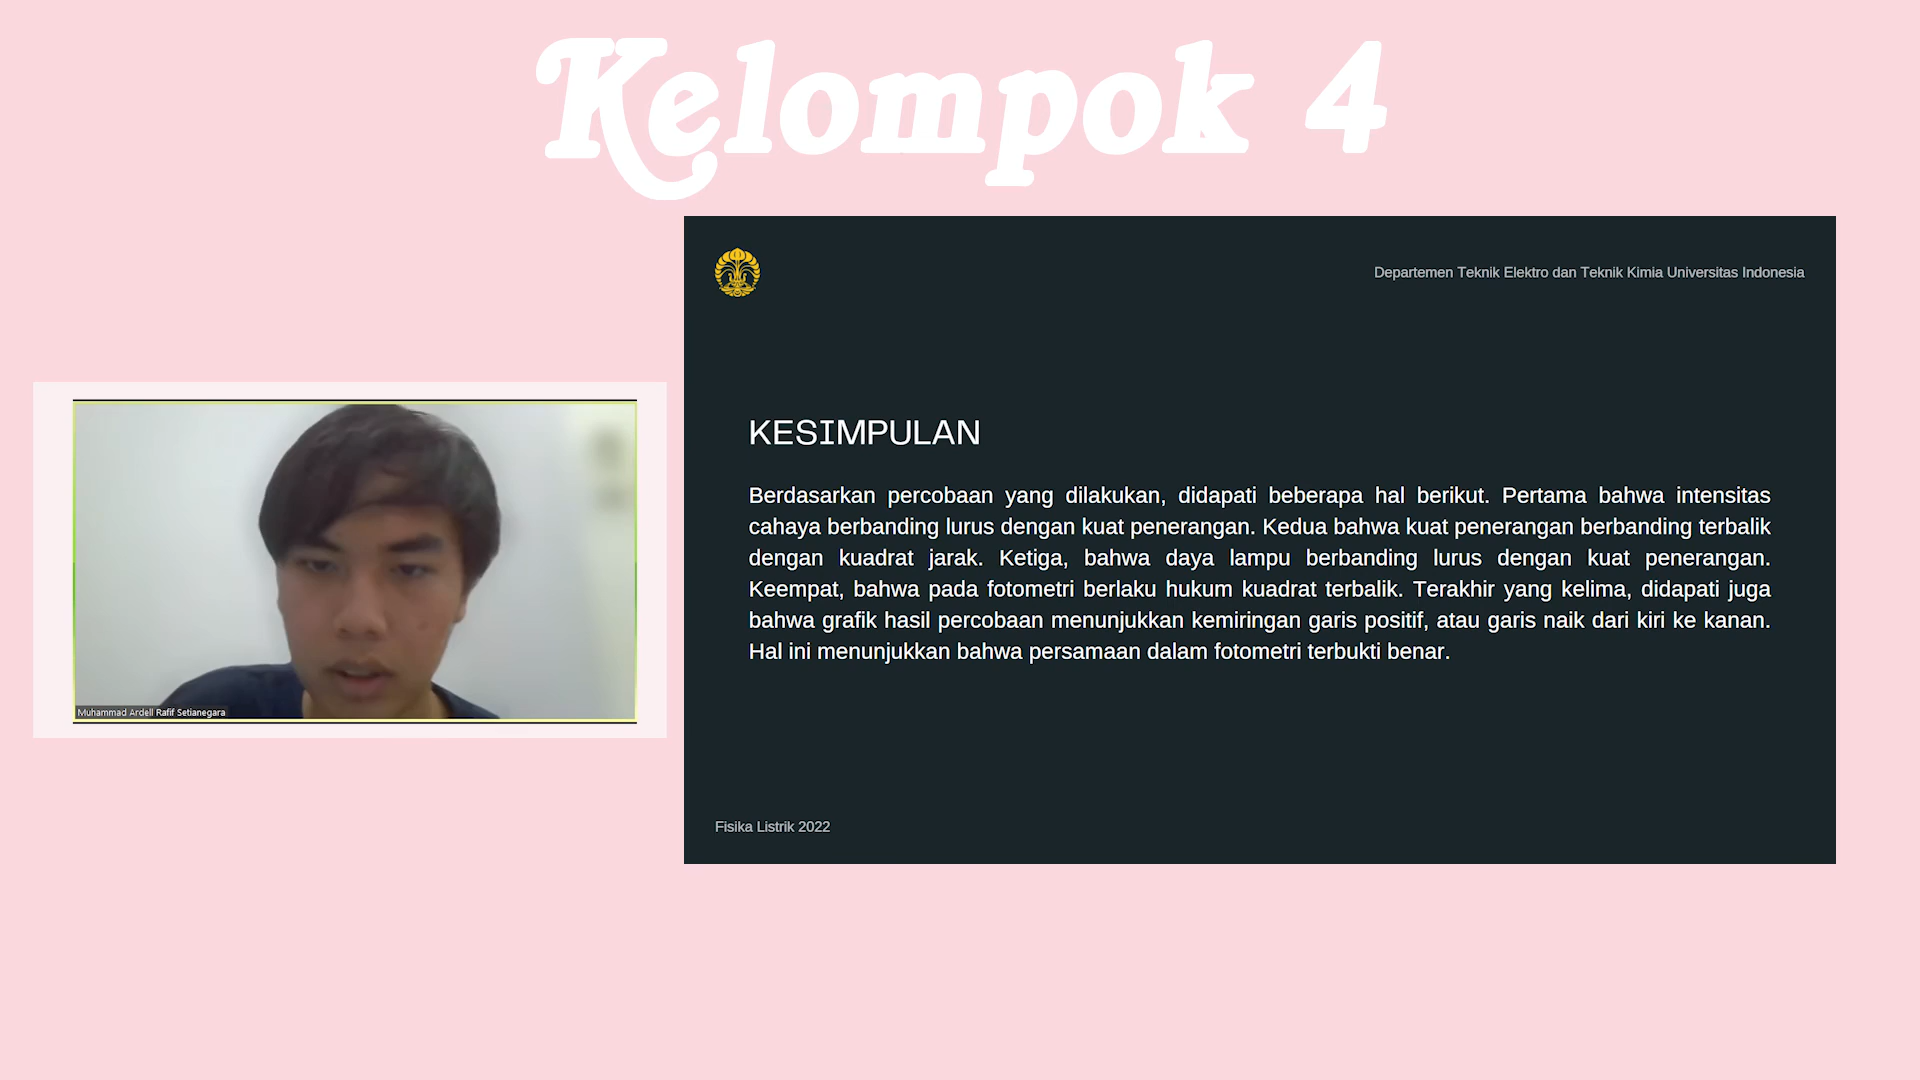 Kelompok 4
Departemen Teknik Elektro dan Teknik Kimia Universitas Indonesia
KESIMPULAN
Berdasarkan percobaan yang dilakukan, didapati beberapa hal berikut. Pertama bahwa intensitas
cahaya berbanding lurus dengan kuat penerangan. Kedua bahwa kuat penerangan berbanding terbalik
dengan kuadrat jarak. Ketiga, bahwa daya lampu berbanding lurus dengan kuat penerangan.
Keempat, bahwa pada fotometri berlaku hukum kuadrat terbalik. Terakhir yang kelima, didapati juga
bahwa grafik hasil percobaan menunjukkan kemiringan garis positif, atau garis naik dari kiri ke kanan.
Hal ini menunjukkan bahwa persamaan dalam fotometri terbukti benar.
Muhammad Ardell Rafif Setianegara
Fisika Listrik 2022